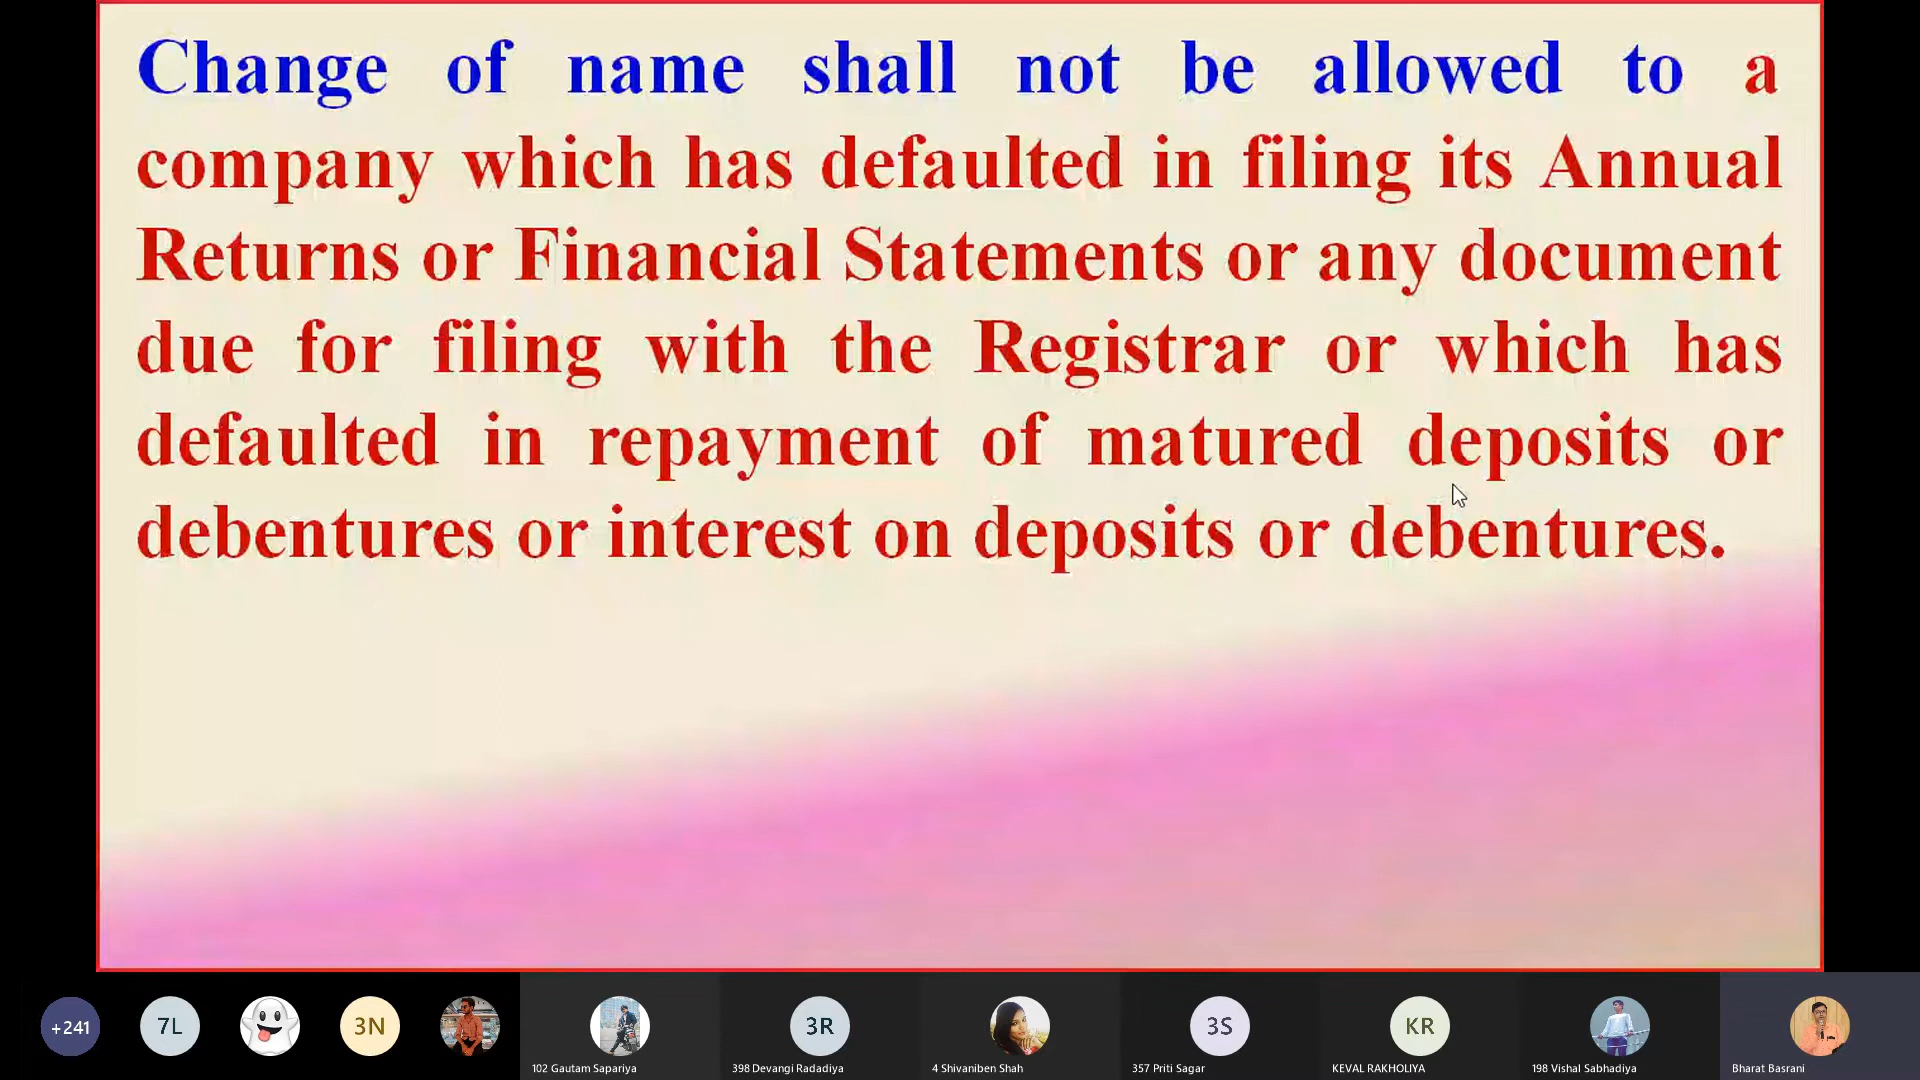 Change of name shall not be allowed to a
company which has defaulted in filing its Annual
Returns or Financial Statements or any document
due for filing with the Registrar or which has
defaulted in repayment of matured deposits or
debentures or interest on deposits or debentures.
+241
7L
3N
3R
3S
KR
102 Gautam Sapariya
398 Devangi Radadiya
4 Shivaniben Shah
357 Priti Sagar
KEVAL RAKHOLIYA
198 Vishal Sabhadiya
Bharat Basrani